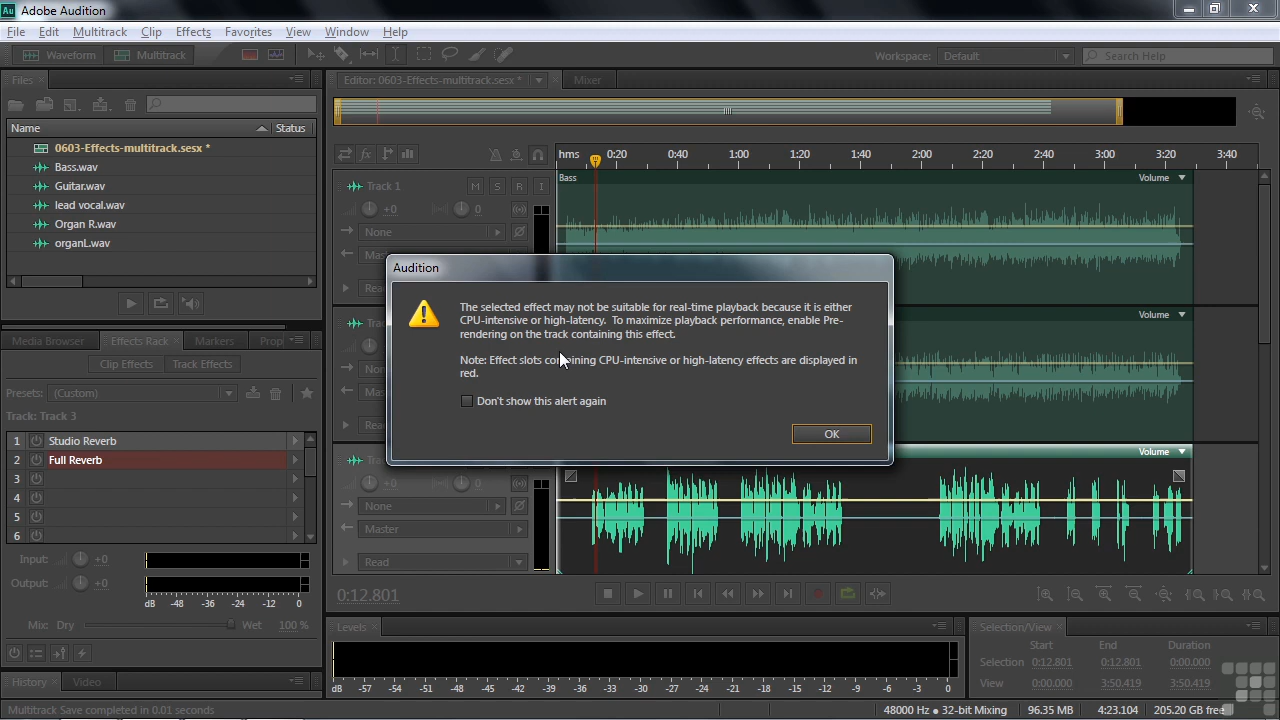 Au Adobe Audition
File Edit Multitrack Clip Effects Favorites View Window Help
Waveform Multitrack Workspace: Default Search Help
Files Editor: 0603-Effects-multitrack.sesx * Mixer
Name Status
0603-Effects-multitrack.sesx *
Bass.wav
Guitar.wav
lead vocal.wav
Organ R.wav
organL.wav
hms 0:20 0:40 1:00 1:20 1:40 2:00 2:20 2:40 3:00 3:20 3:40
Track 1 M S R I
Bass Volume
+0 0
None
Volume
Volume
Audition
The selected effect may not be suitable for real-time playback because it is either
CPU-intensive or high-latency. To maximize playback performance, enable Pre-
rendering on the track containing this effect.
Note: Effect slots CPU-intensive or high-latency effects are displayed in
red.
Don't show this alert again
OK
Media Browser Effects Rack Markers
Clip Effects Track Effects
Presets: (Custom)
Track: Track 3
1 Studio Reverb
2 Full Reverb
3
4
5
6
Input: +0
Output: +0
dB -48 -36 -24 -12 0
Mix: Dry Wet 100 %
History Video
+0 0
None
Master
Read
0:12.801
Levels
dB -57 -54 -51 -48 -45 -42 -39 -36 -33 -30 -27 -24 -21 -18 -15 -12 -9 -6 -3 0
Selection/View
Start End Duration
Selection 0:12.801 0:12.801 0:00.000
View 0:00.000 3:50.419 3:50.419
Multitrack Save completed in 0.01 seconds 48000 Hz ● 32-bit Mixing 96.35 MB 4:23.104 205.20 GB free